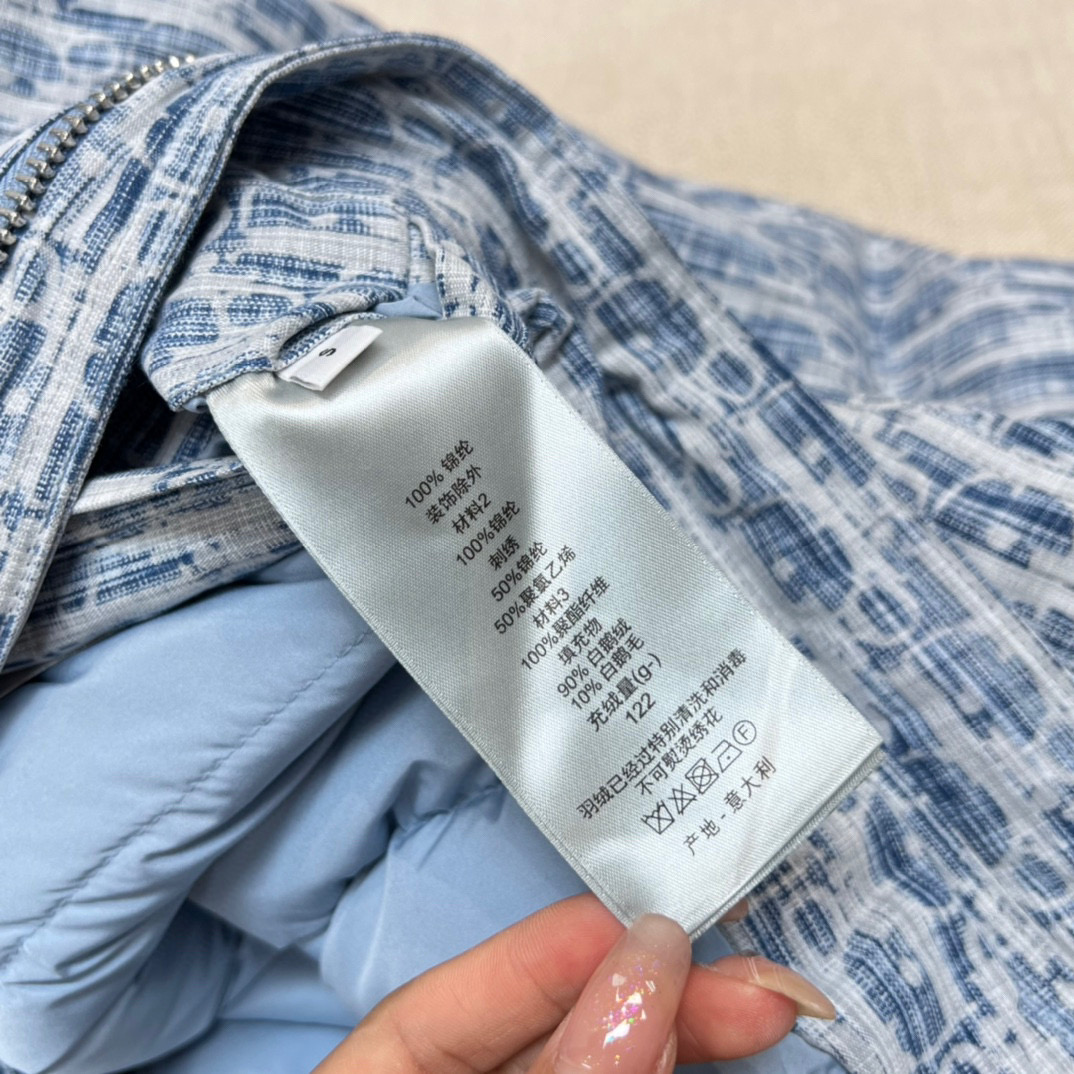 S
100% 锦纶
装饰除外
材料2
100%锦纶
刺绣
50%锦纶
50%聚氯乙烯
材料3
100%聚酯纤维
填充物
90% 白鹅绒
10% 白鹅毛
充绒量(g-)
122
羽绒已经过特别清洗和消毒
不可熨烫绣花
F
产地-意大利